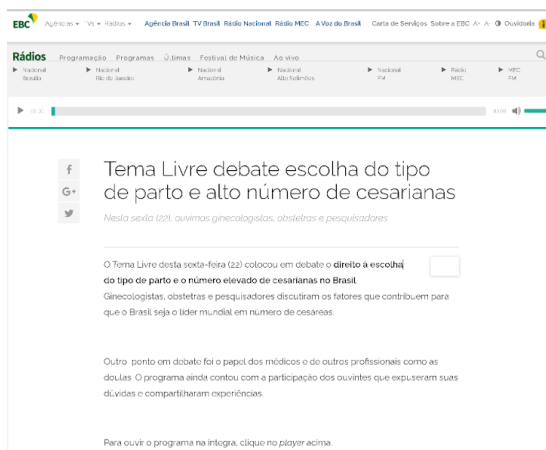 EBC Agências TVs Rádios Agência Brasil TV Brasil Rádio Nacional Rádio MEC A Voz do Brasil Carta de Serviços Sobre a EBC A+ A- Ouvidoria
Rádios Programação Programas Últimas Festival de Música Ao vivo
Nacional Brasília
Nacional Rio de Janeiro
Nacional Amazônia
Nacional Alto Solimões
Nacional FM
Rádio MEC
MEC FM
f
G+
Tema Livre debate escolha do tipo
de parto e alto número de cesarianas
Nesta sexta (22), ouvimos ginecologistas, obstetras e pesquisadores
O Tema Livre desta sexta-feira (22) colocou em debate o direito à escolha
do tipo de parto e o número elevado de cesarianas no Brasil.
Ginecologistas, obstetras e pesquisadores discutiram os fatores que contribuem para
que o Brasil seja o líder mundial em número de cesáreas.
Outro ponto em debate foi o papel dos médicos e de outros profissionais como as
doulas. O programa ainda contou com a participação dos ouvintes que expuseram suas
dúvidas e compartilharam experiências.
Para ouvir o programa na íntegra, clique no player acima.